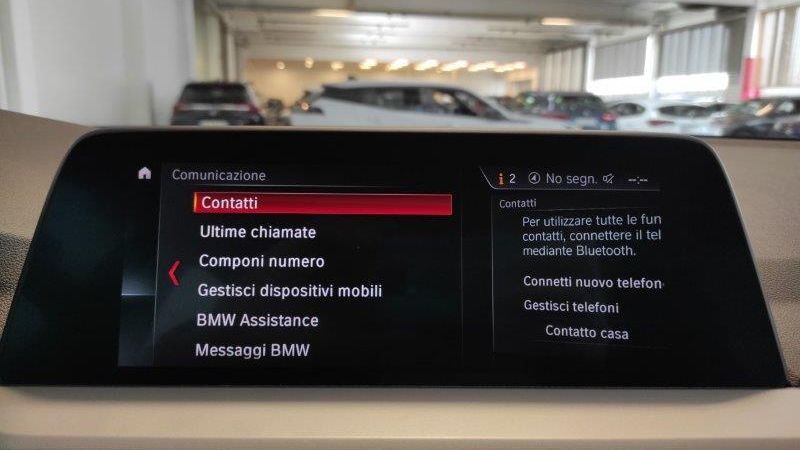 Comunicazione
Contatti
Ultime chiamate
Componi numero
Gestisci dispositivi mobili
BMW Assistance
Messaggi BMW
i 2 No segn. --:--
Contatti
Per utilizzare tutte le fun
contatti, connettere il tel
mediante Bluetooth.
Connetti nuovo telefon
Gestisci telefoni
Contatto casa